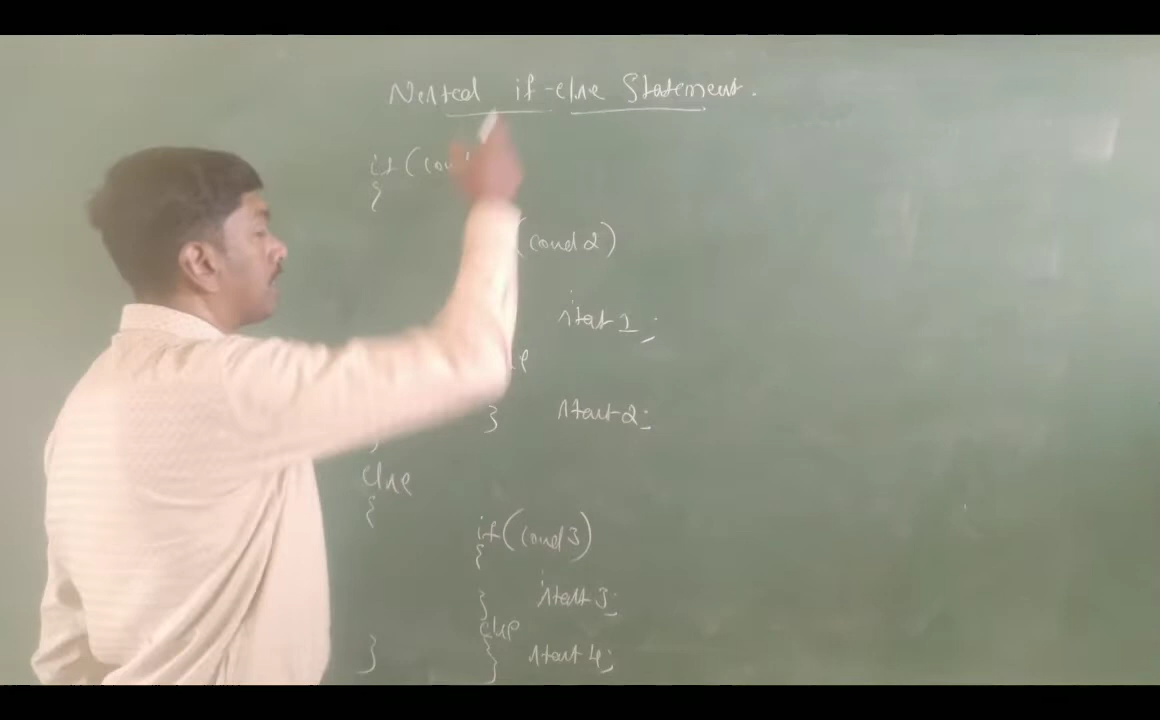 Nested if-else Statement.
if (con
{
(cond 2)
stat 1;
stat 2;
}
else
{
if (cond 3)
{
stat 3;
}
else
} } stat 4;